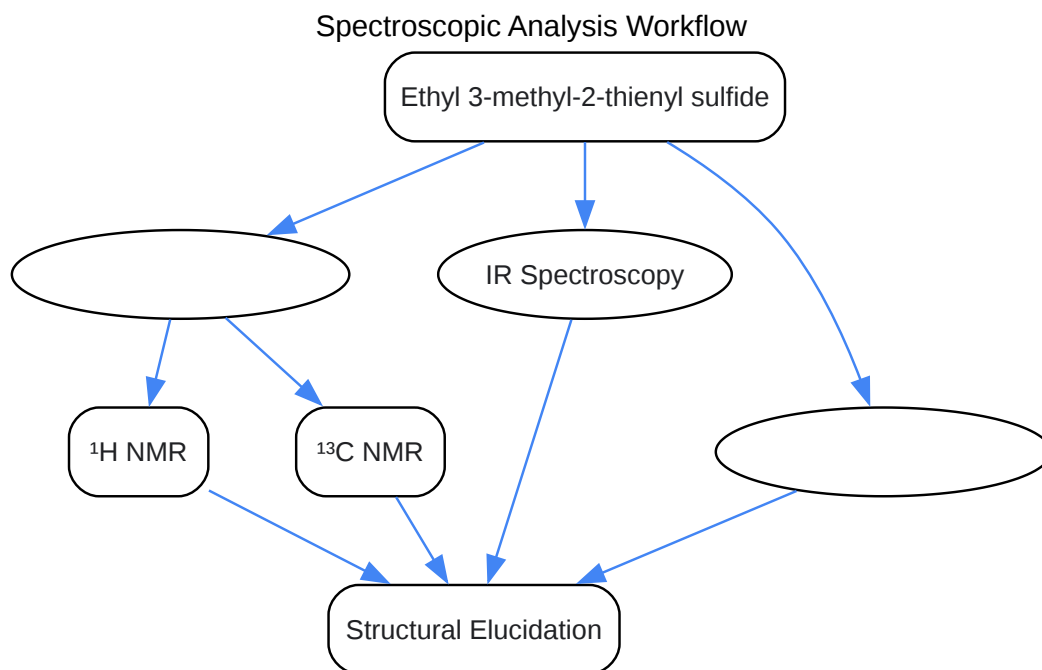 Spectroscopic Analysis Workflow
Ethyl 3-methyl-2-thienyl sulfide
IR Spectroscopy
¹H NMR
¹³C NMR
Structural Elucidation